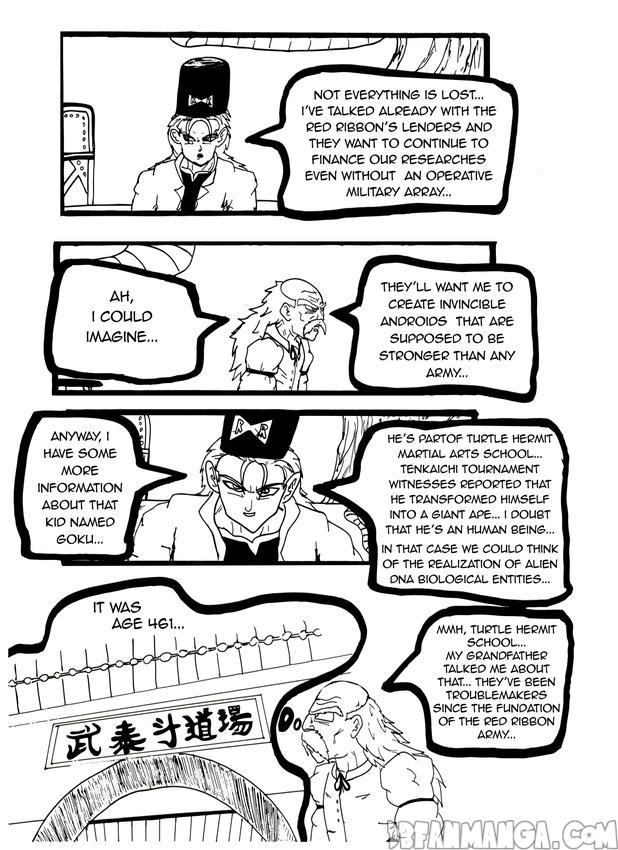 NOT EVERYTHING IS LOST...
I'VE TALKED ALREADY WITH THE
RED RIBBON'S LENDERS AND
THEY WANT TO CONTINUE TO
FINANCE OUR RESEARCHES
EVEN WITHOUT AN OPERATIVE
MILITARY ARRAY...
AH,
I COULD
IMAGINE...
THEY'LL WANT ME TO
CREATE INVINCIBLE
ANDROIDS THAT ARE
SUPPOSED TO BE
STRONGER THAN ANY
ARMY...
ANYWAY, I
HAVE SOME
MORE
INFORMATION
ABOUT THAT
KID NAMED
GOKU...
R R
HE'S PARTOF TURTLE HERMIT
MARTIAL ARTS SCHOOL...
TENKAICHI TOURNAMENT
WITNESSES REPORTED THAT
HE TRANSFORMED HIMSELF
INTO A GIANT APE... I DOUBT
THAT HE'S AN HUMAN BEING...
IN THAT CASE WE COULD THINK
OF THE REALIZATION OF ALIEN
DNA BIOLOGICAL ENTITIES...
IT WAS
AGE 461...
MMH, TURTLE HERMIT
SCHOOL...
MY GRANDFATHER
TALKED ME ABOUT
THAT... THEY'VE BEEN
TROUBLEMAKERS
SINCE THE FUNDATION
OF THE RED RIBBON
ARMY...
武泰斗道場
DBFANMANGA.COM